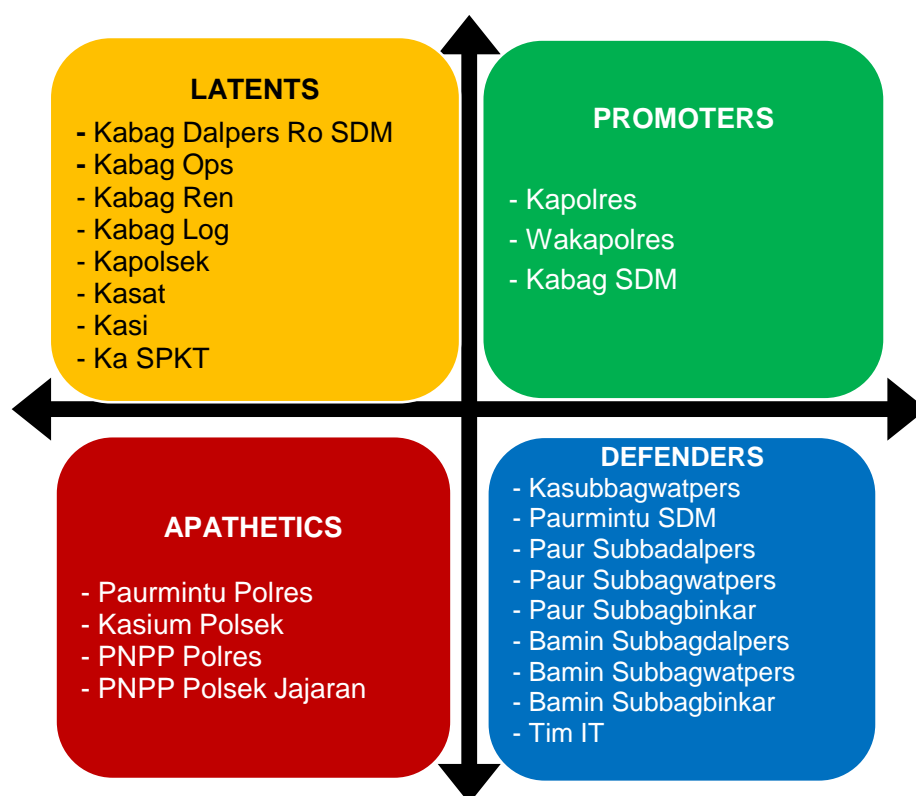 LATENTS
- Kabag Dalpers Ro SDM
- Kabag Ops
- Kabag Ren
- Kabag Log
- Kapolsek
- Kasat
- Kasi
- Ka SPKT
PROMOTERS
- Kapolres
- Wakapolres
- Kabag SDM
APATHETICS
- Paurmintu Polres
- Kasium Polsek
- PNPP Polres
- PNPP Polsek Jajaran
DEFENDERS
- Kasubbagwatpers
- Paurmintu SDM
- Paur Subbadalpers
- Paur Subbagwatpers
- Paur Subbagbinkar
- Bamin Subbagdalpers
- Bamin Subbagwatpers
- Bamin Subbagbinkar
- Tim IT